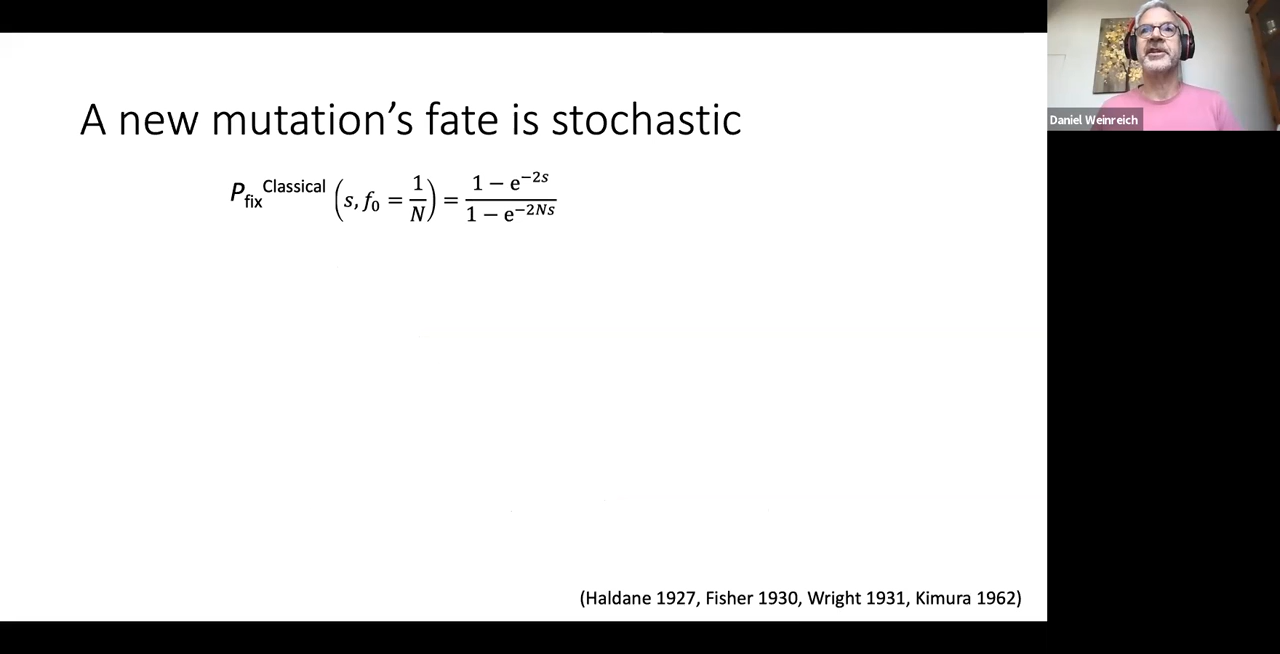 A new mutation's fate is stochastic
P_fix^Classical (s, f₀ = 1/N) = (1 − e^(−2s)) / (1 − e^(−2Ns))
(Haldane 1927, Fisher 1930, Wright 1931, Kimura 1962)
Daniel Weinreich